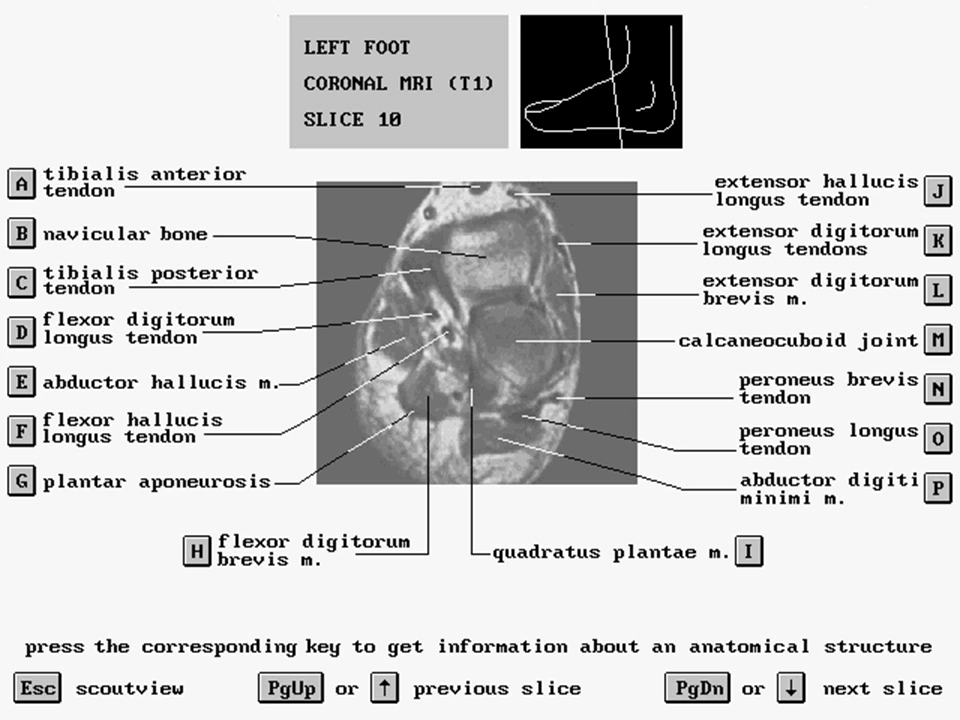 LEFT FOOT
CORONAL MRI (T1)
SLICE 10
A tibialis anterior
tendon
B navicular bone
C tibialis posterior
tendon
D flexor digitorum
longus tendon
E abductor hallucis m.
F flexor hallucis
longus tendon
G plantar aponeurosis
H flexor digitorum
brevis m.
quadratus plantae m. I
extensor hallucis J
longus tendon
extensor digitorum K
longus tendons
extensor digitorum L
brevis m.
calcaneocuboid joint M
peroneus brevis N
tendon
peroneus longus O
tendon
abductor digiti P
minimi m.
press the corresponding key to get information about an anatomical structure
Esc scoutview PgUp or ↑ previous slice PgDn or ↓ next slice